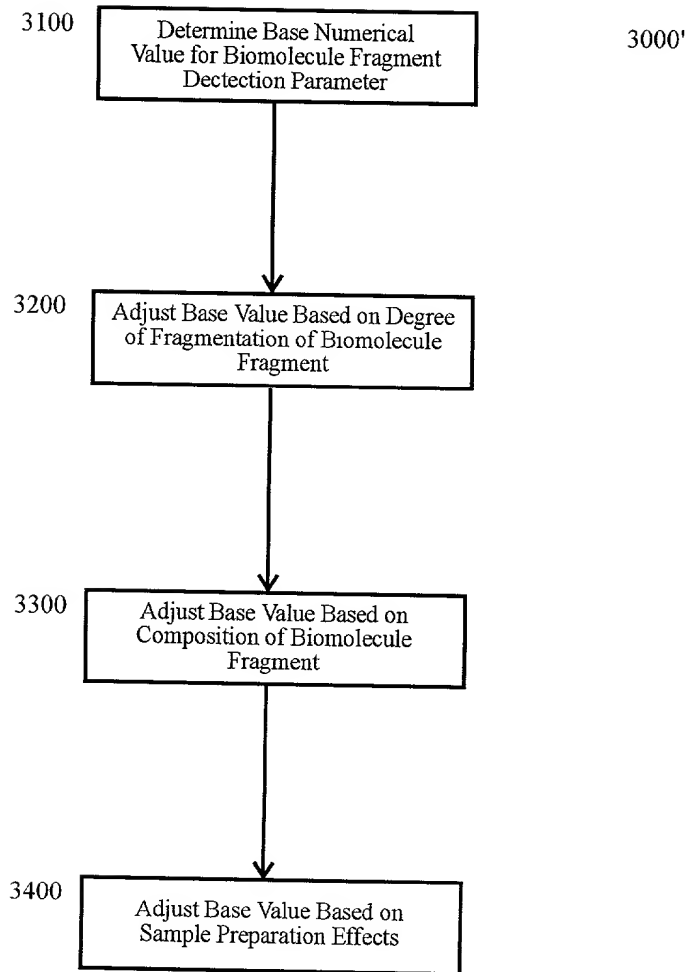 3100
Determine Base Numerical
Value for Biomolecule Fragment
Dectection Parameter
3000'
3200
Adjust Base Value Based on Degree
of Fragmentation of Biomolecule
Fragment
3300
Adjust Base Value Based on
Composition of Biomolecule
Fragment
3400
Adjust Base Value Based on
Sample Preparation Effects